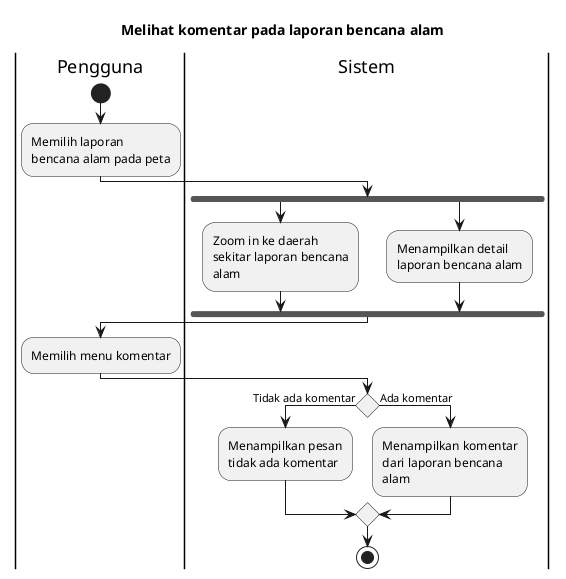 Melihat komentar pada laporan bencana alam
Pengguna
Sistem
Memilih laporan
bencana alam pada peta
Zoom in ke daerah
sekitar laporan bencana
alam
Menampilkan detail
laporan bencana alam
Memilih menu komentar
Tidak ada komentar
Ada komentar
Menampilkan pesan
tidak ada komentar
Menampilkan komentar
dari laporan bencana
alam